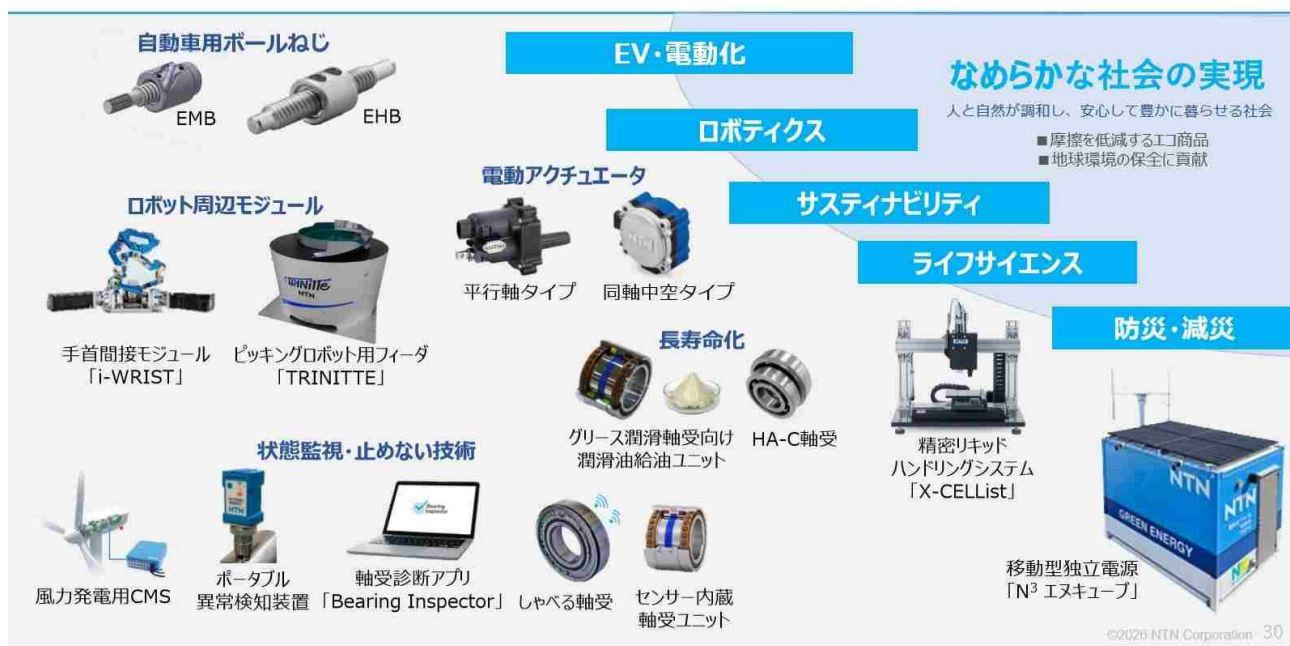 自動車用ボールねじ
EMB
EHB
EV・電動化
なめらかな社会の実現
人と自然が調和し、安心して豊かに暮らせる社会
■摩擦を低減するエコ商品
■地球環境の保全に貢献
ロボティクス
サスティナビリティ
ライフサイエンス
防災・減災
電動アクチュエータ
NTN
平行軸タイプ
同軸中空タイプ
ロボット周辺モジュール
TRINITTE
NTN
手首間接モジュール
「i-WRIST」
ピッキングロボット用フィーダ
「TRINITTE」
長寿命化
グリース潤滑軸受向け
潤滑油給油ユニット
HA-C軸受
NTN
精密リキッド
ハンドリングシステム
「X-CELList」
状態監視・止めない技術
NTN
Bearing
Inspector
風力発電用CMS
ポータブル
異常検知装置
軸受診断アプリ
「Bearing Inspector」
しゃべる軸受
センサー内蔵
軸受ユニット
NTN
NTN
GREEN ENERGY
移動型独立電源
「N³ エヌキューブ」
©2026 NTN Corporation 30